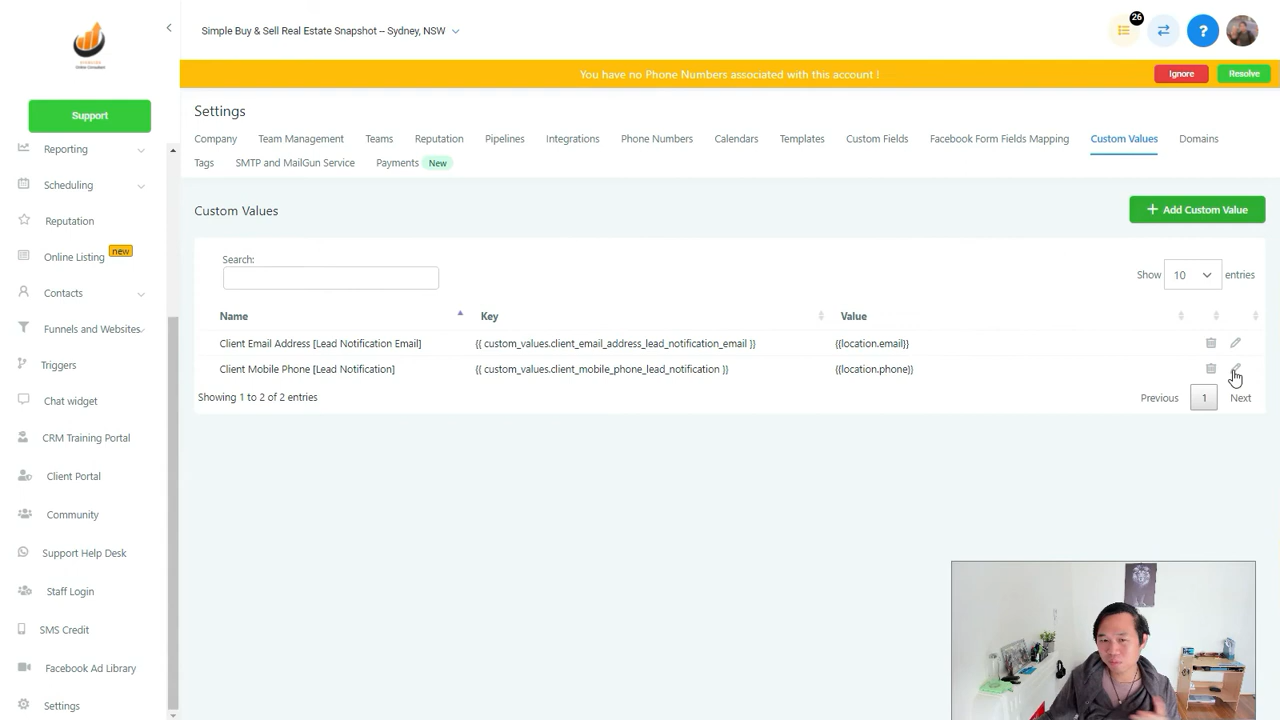 Simple Buy & Sell Real Estate Snapshot -- Sydney, NSW
26
?
You have no Phone Numbers associated with this account !
Ignore
Resolve
Support
Reporting
Scheduling
Reputation
Online Listing
new
Contacts
Funnels and Websites
Triggers
Chat widget
CRM Training Portal
Client Portal
Community
Support Help Desk
Staff Login
SMS Credit
Facebook Ad Library
Settings
Settings
Company
Team Management
Teams
Reputation
Pipelines
Integrations
Phone Numbers
Calendars
Templates
Custom Fields
Facebook Form Fields Mapping
Custom Values
Domains
Tags
SMTP and MailGun Service
Payments
New
Custom Values
+ Add Custom Value
Search:
Show 10 entries
Name Key Value
Client Email Address [Lead Notification Email] {{ custom_values.client_email_address_lead_notification_email }} {{location.email}}
Client Mobile Phone [Lead Notification] {{ custom_values.client_mobile_phone_lead_notification }} {{location.phone}}
Showing 1 to 2 of 2 entries
Previous 1 Next